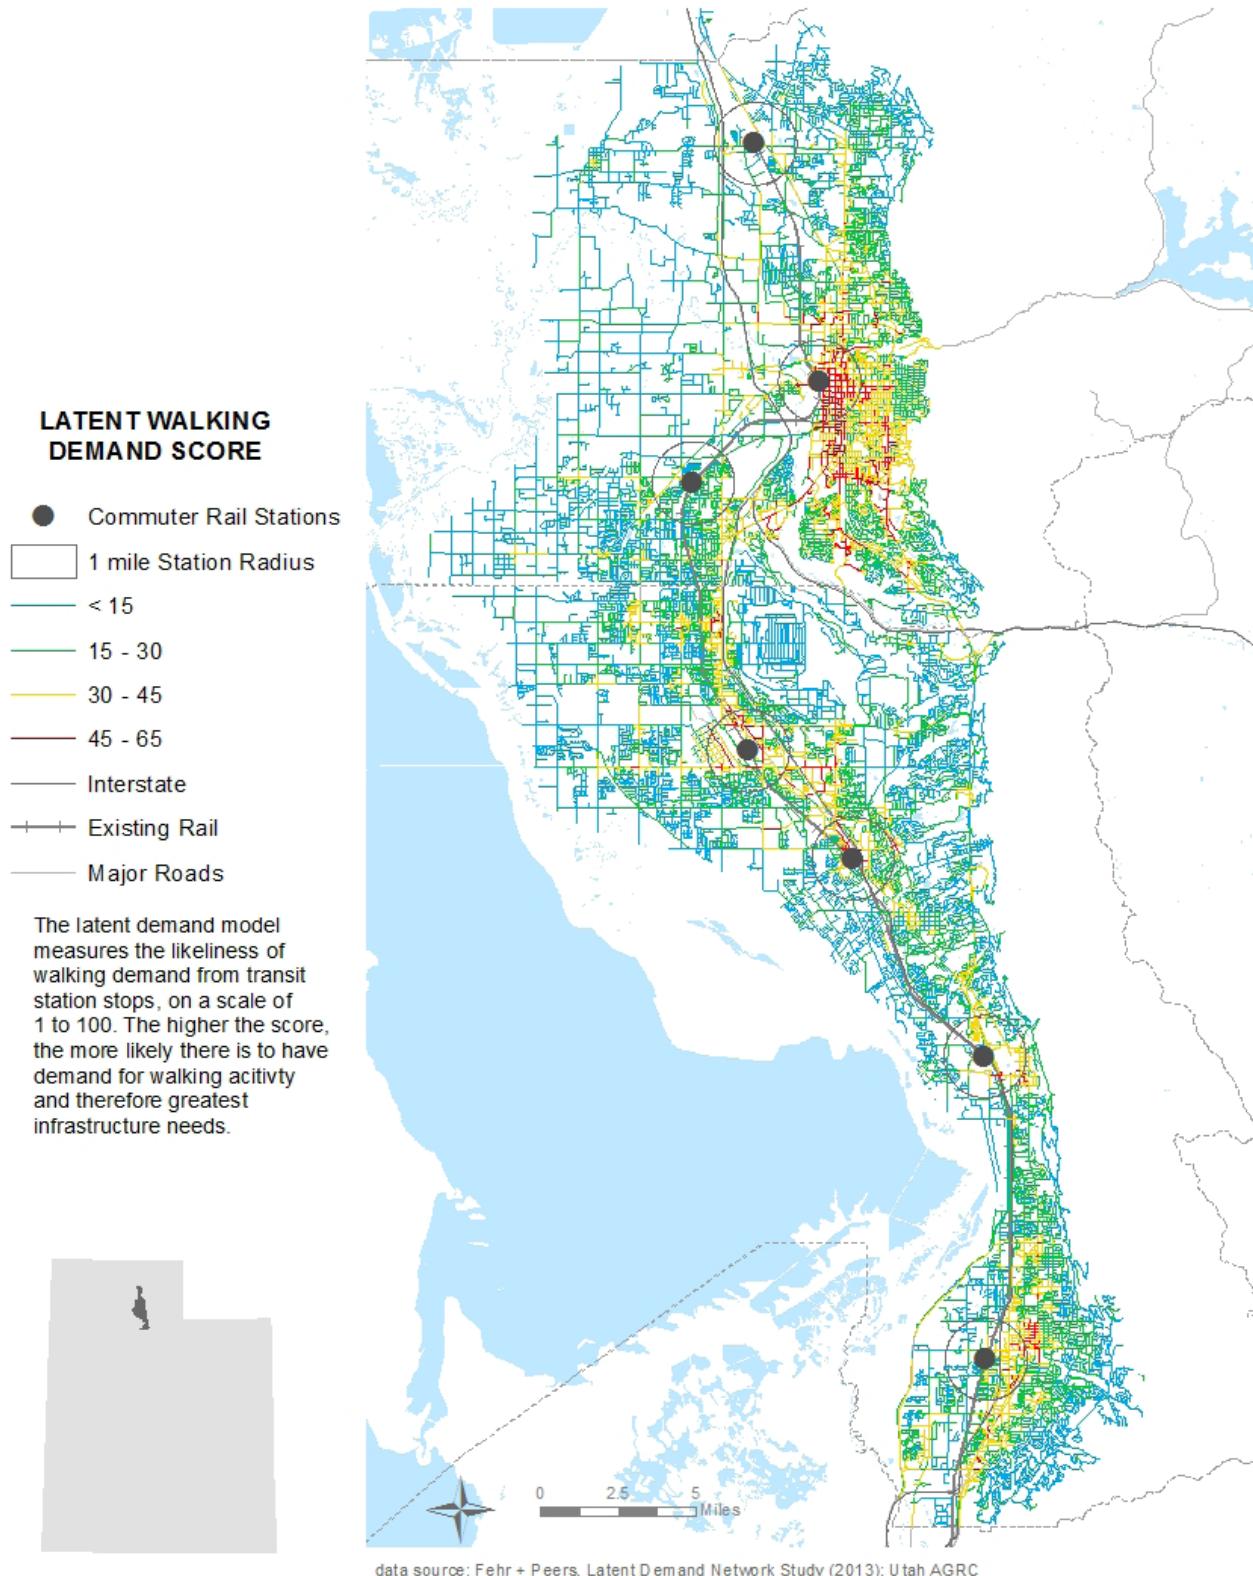 LATENT WALKING
DEMAND SCORE
Commuter Rail Stations
1 mile Station Radius
< 15
15 - 30
30 - 45
45 - 65
Interstate
Existing Rail
Major Roads
The latent demand model
measures the likeliness of
walking demand from transit
station stops, on a scale of
1 to 100. The higher the score,
the more likely there is to have
demand for walking acitivty
and therefore greatest
infrastructure needs.
0 2.5 5
Miles
data source: Fehr + Peers, Latent Demand Network Study (2013); Utah AGRC